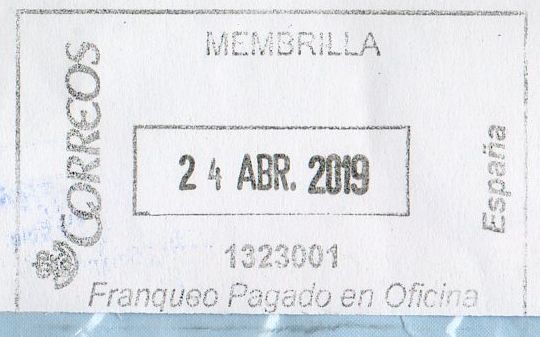 MEMBRILLA
CORREOS
24 ABR. 2019
España
1323001
Franqueo Pagado en Oficina